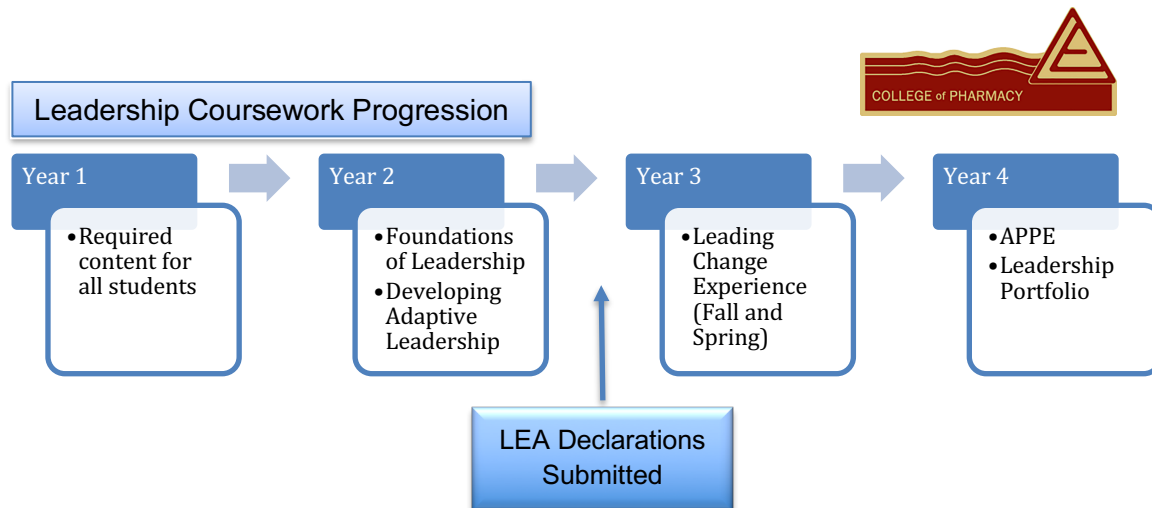 COLLEGE of PHARMACY
Leadership Coursework Progression
Year 1
•Required
content for
all students
Year 2
•Foundations
of Leadership
•Developing
Adaptive
Leadership
Year 3
•Leading
Change
Experience
(Fall and
Spring)
Year 4
•APPE
•Leadership
Portfolio
LEA Declarations
Submitted